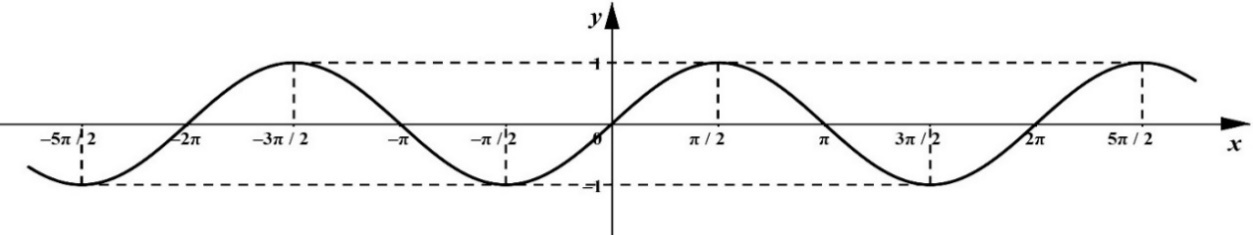 y
1
–5π / 2 –2π –3π / 2 –π –π / 2 0 π / 2 π 3π / 2 2π 5π / 2
x
–1